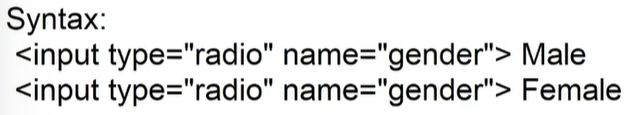 Syntax:
<input type="radio" name="gender"> Male
<input type="radio" name="gender"> Female